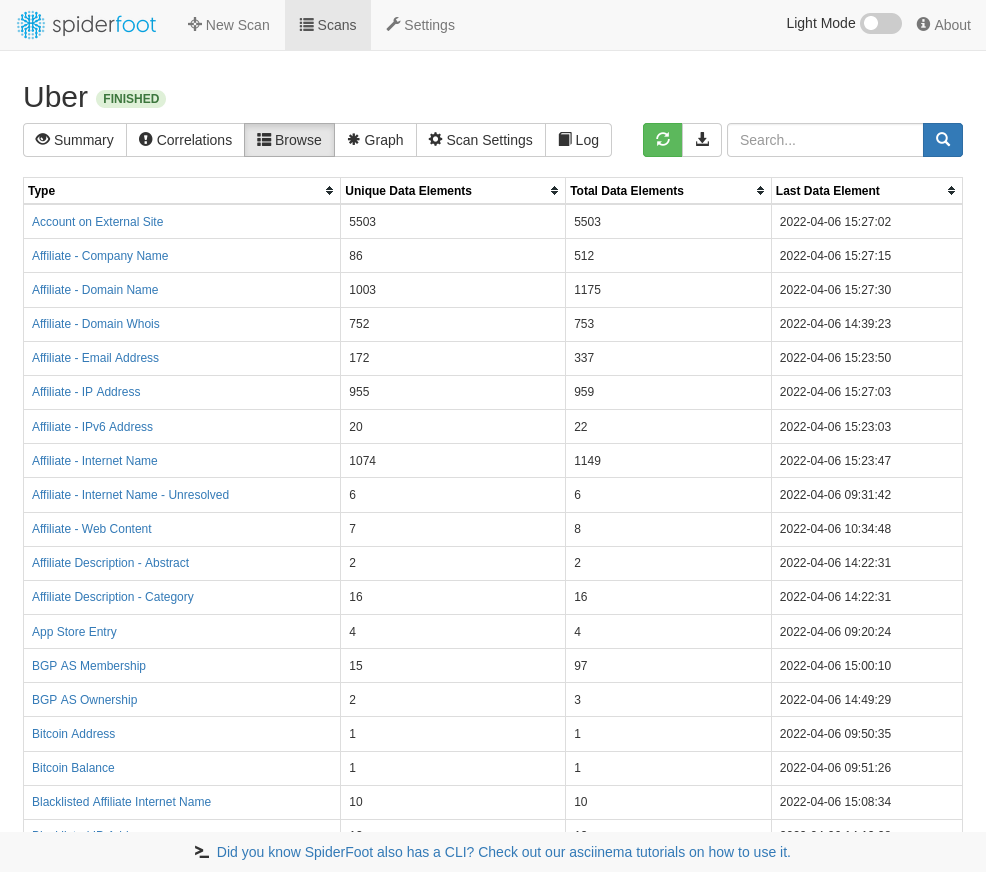 spiderfoot New Scan Scans Settings Light Mode About
Uber FINISHED
Summary Correlations Browse Graph Scan Settings Log Search...
Type Unique Data Elements Total Data Elements Last Data Element
Account on External Site 5503 5503 2022-04-06 15:27:02
Affiliate - Company Name 86 512 2022-04-06 15:27:15
Affiliate - Domain Name 1003 1175 2022-04-06 15:27:30
Affiliate - Domain Whois 752 753 2022-04-06 14:39:23
Affiliate - Email Address 172 337 2022-04-06 15:23:50
Affiliate - IP Address 955 959 2022-04-06 15:27:03
Affiliate - IPv6 Address 20 22 2022-04-06 15:23:03
Affiliate - Internet Name 1074 1149 2022-04-06 15:23:47
Affiliate - Internet Name - Unresolved 6 6 2022-04-06 09:31:42
Affiliate - Web Content 7 8 2022-04-06 10:34:48
Affiliate Description - Abstract 2 2 2022-04-06 14:22:31
Affiliate Description - Category 16 16 2022-04-06 14:22:31
App Store Entry 4 4 2022-04-06 09:20:24
BGP AS Membership 15 97 2022-04-06 15:00:10
BGP AS Ownership 2 3 2022-04-06 14:49:29
Bitcoin Address 1 1 2022-04-06 09:50:35
Bitcoin Balance 1 1 2022-04-06 09:51:26
Blacklisted Affiliate Internet Name 10 10 2022-04-06 15:08:34
Did you know SpiderFoot also has a CLI? Check out our asciinema tutorials on how to use it.